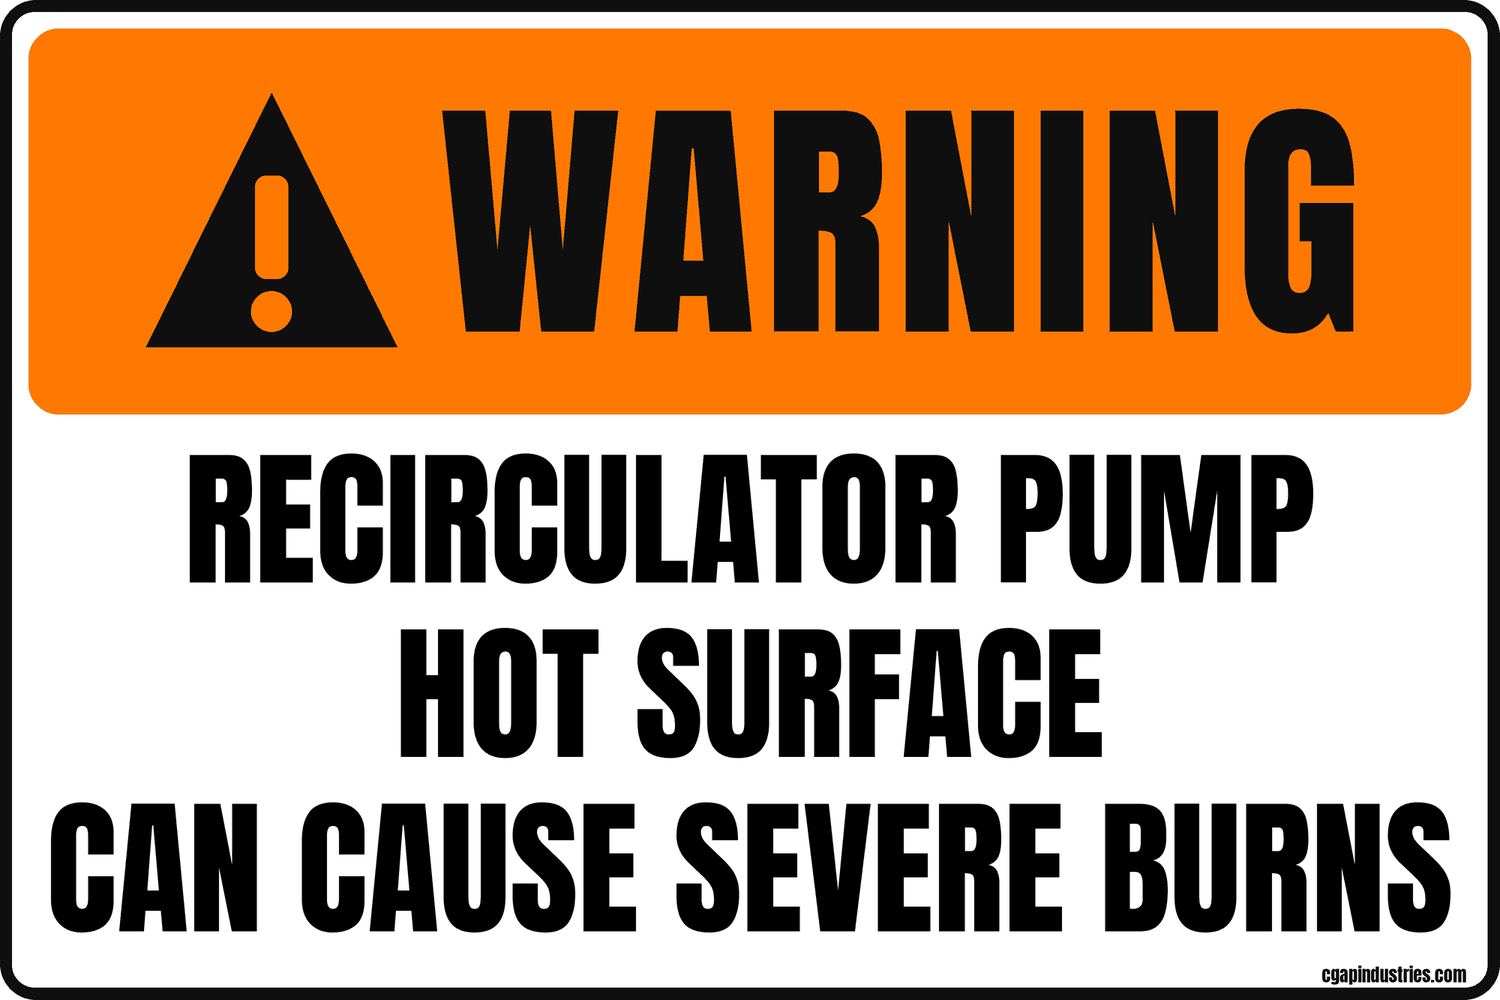 WARNING
RECIRCULATOR PUMP
HOT SURFACE
CAN CAUSE SEVERE BURNS
cgapindustries.com